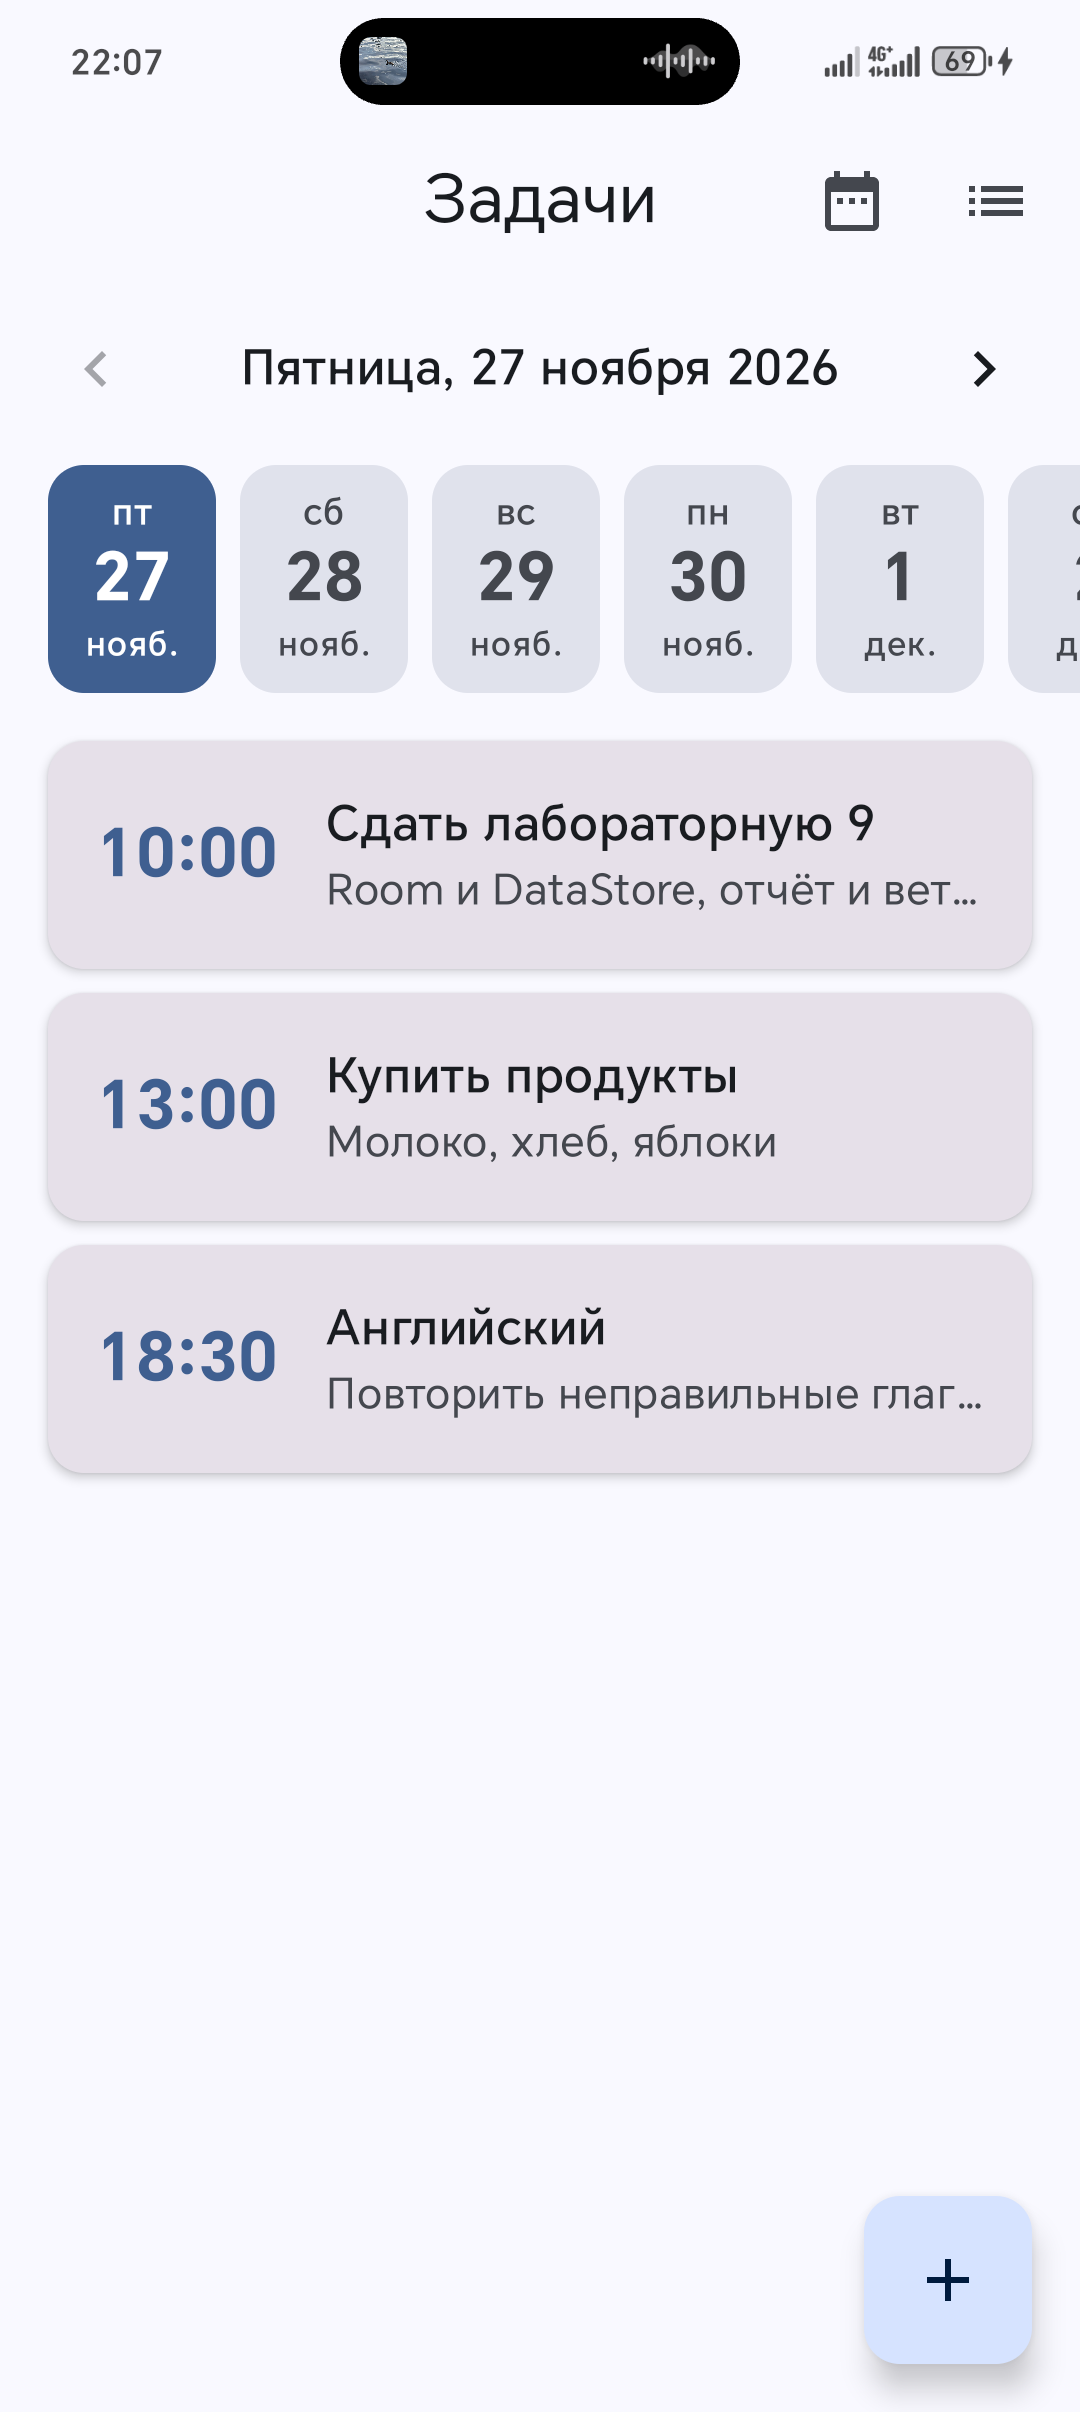 22:07
4G+
69
Задачи
Пятница, 27 ноября 2026
пт
27
нояб.
сб
28
нояб.
вс
29
нояб.
пн
30
нояб.
вт
1
дек.
10:00
Сдать лабораторную 9
Room и DataStore, отчёт и вет...
13:00
Купить продукты
Молоко, хлеб, яблоки
18:30
Английский
Повторить неправильные глаг...